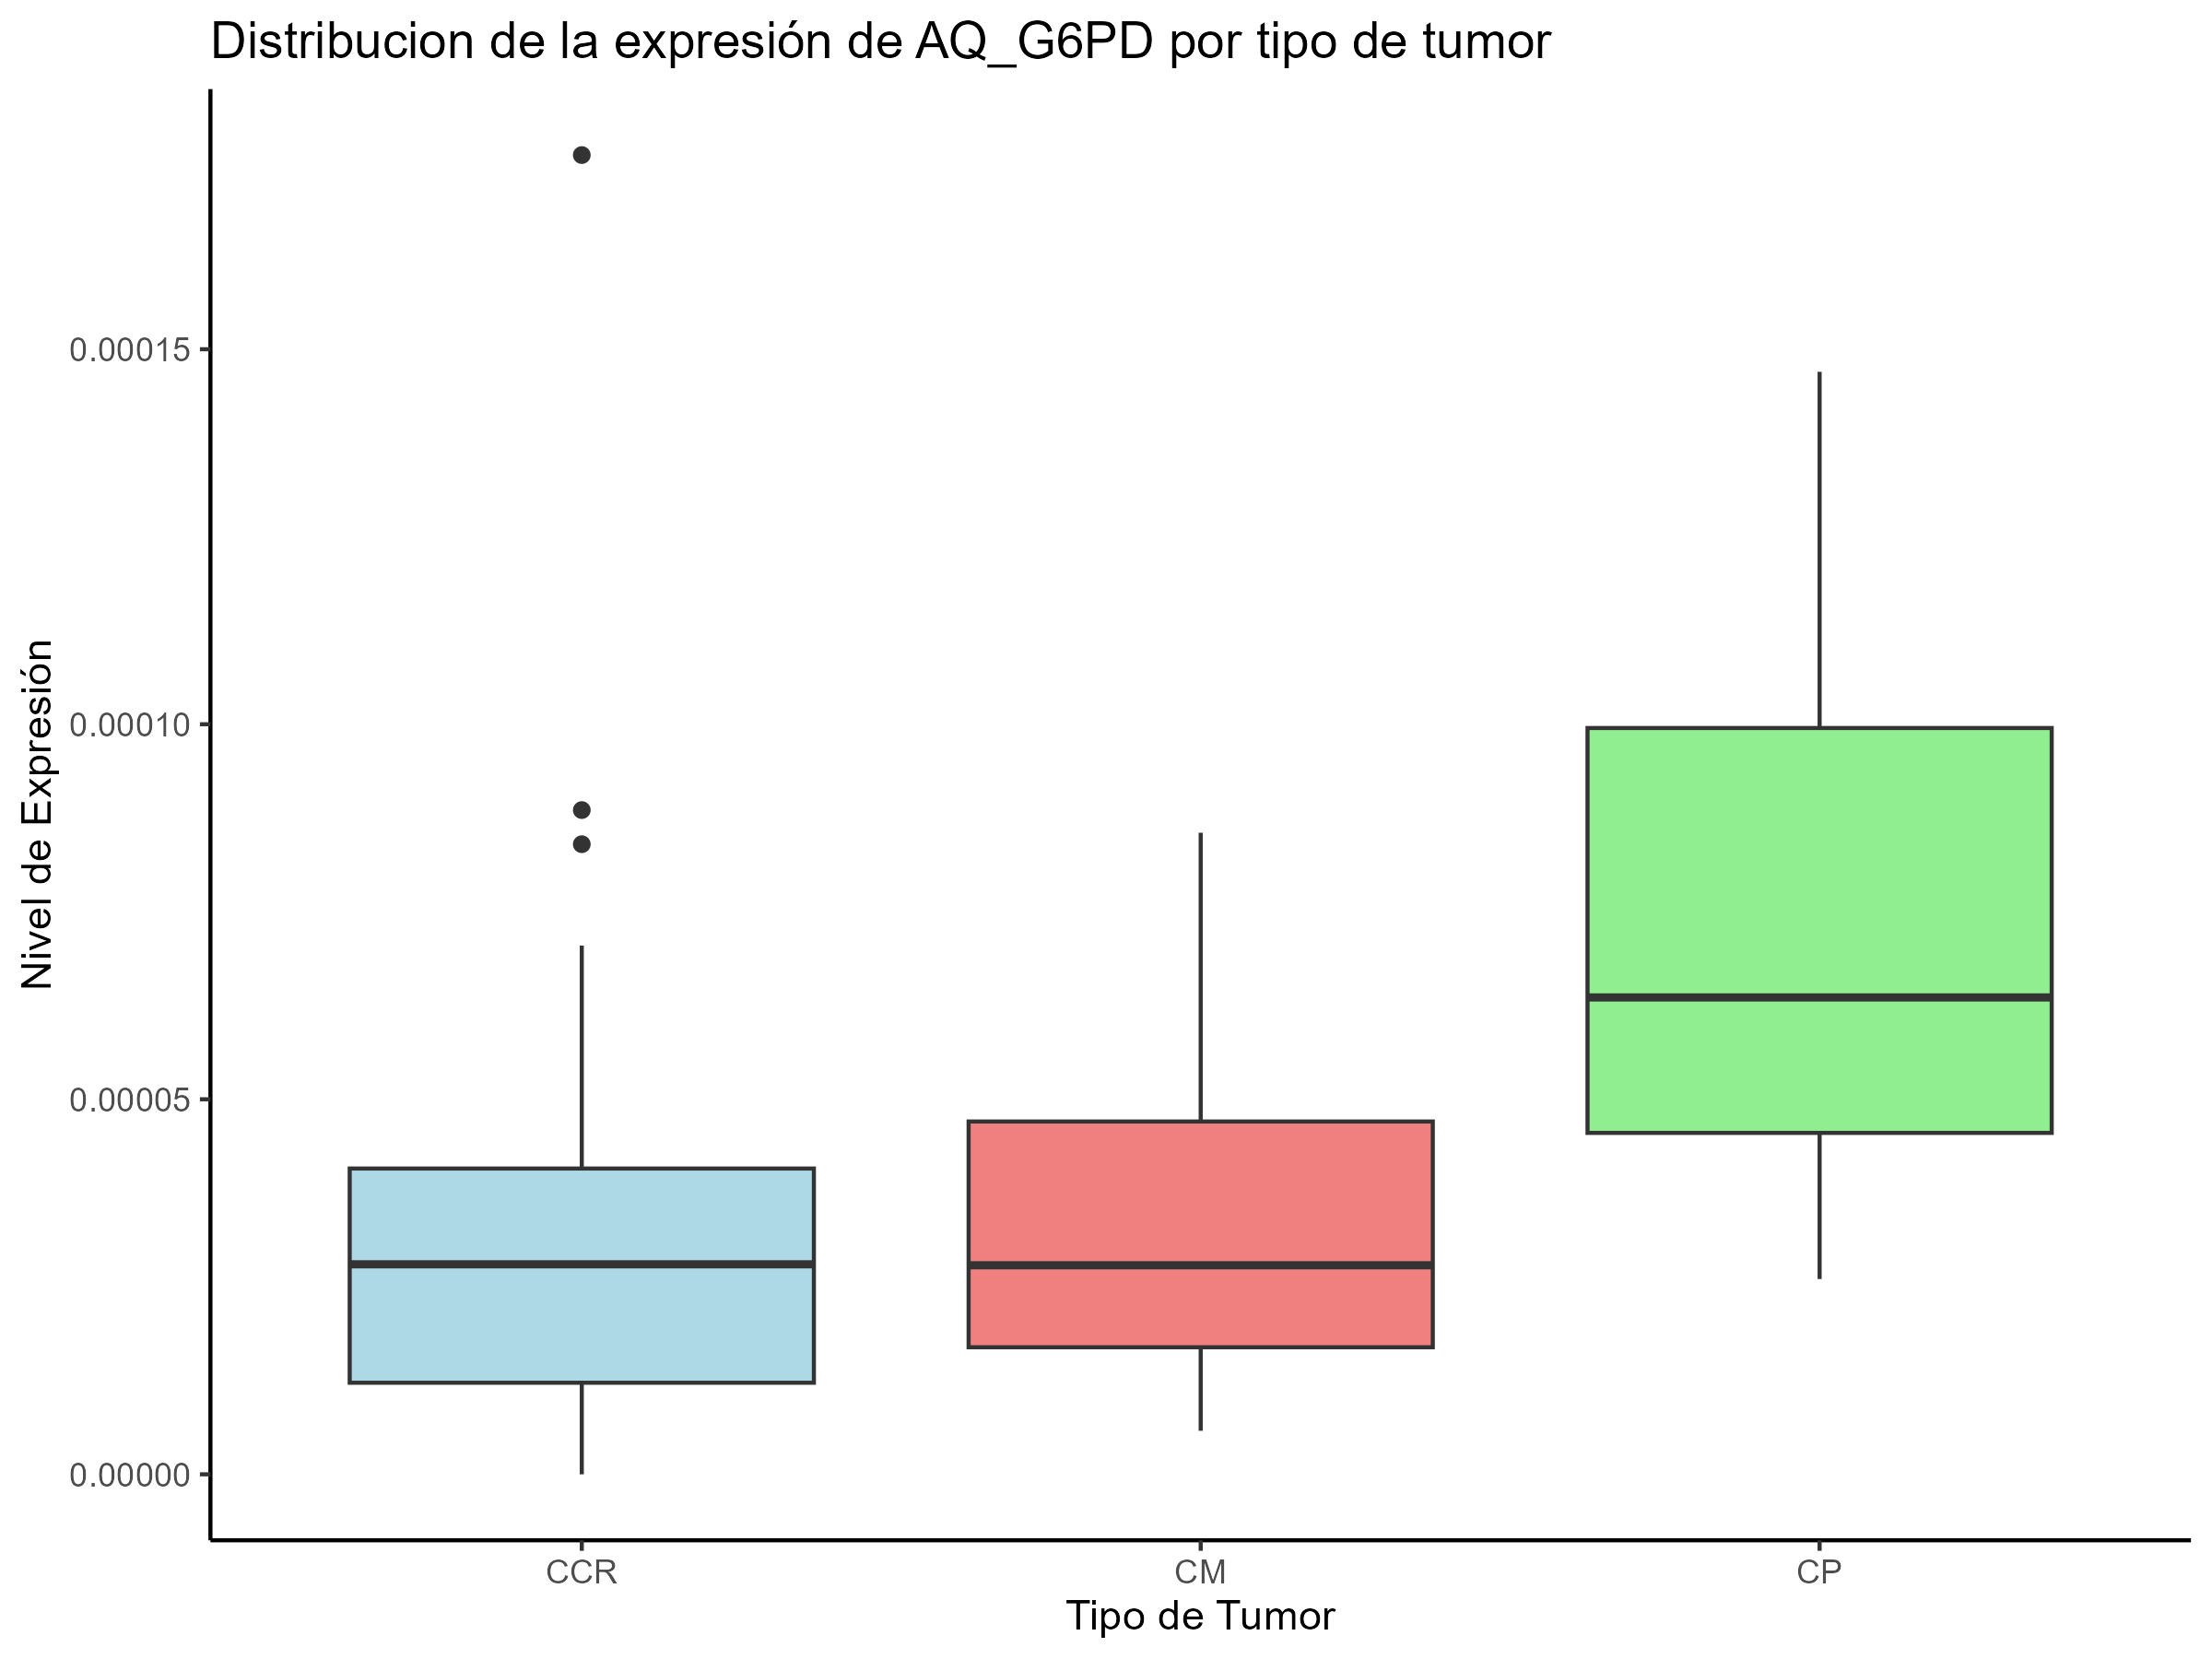 Distribucion de la expresión de AQ_G6PD por tipo de tumor
Nivel de Expresión
0.00015
0.00010
0.00005
0.00000
CCR
CM
CP
Tipo de Tumor